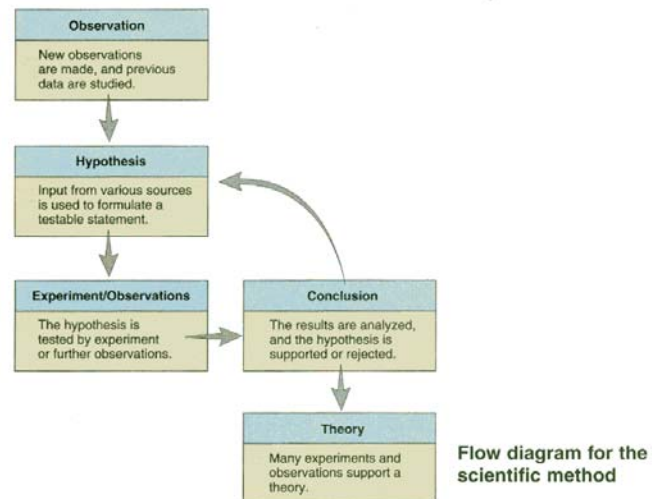 Observation
New observations
are made, and previous
data are studied.
Hypothesis
Input from various sources
is used to formulate a
testable statement.
Experiment/Observations
The hypothesis is
tested by experiment
or further observations.
Conclusion
The results are analyzed,
and the hypothesis is
supported or rejected.
Theory
Many experiments and
observations support a
theory.
Flow diagram for the
scientific method